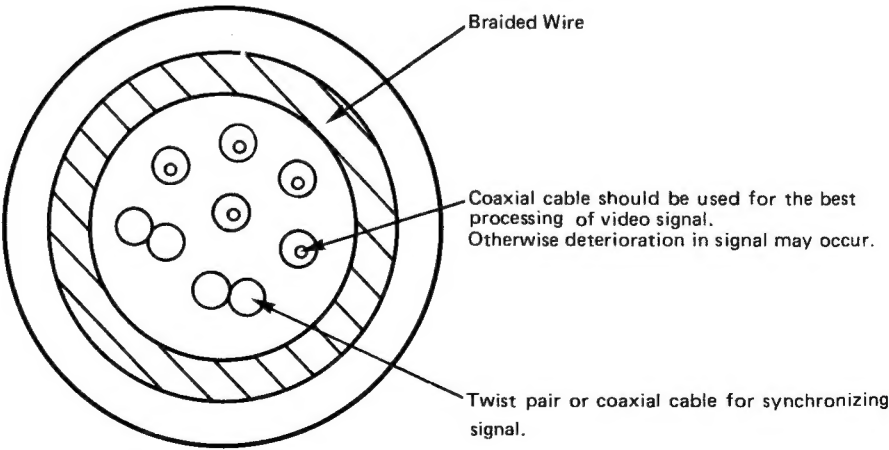 Braided Wire
Coaxial cable should be used for the best
processing of video signal.
Otherwise deterioration in signal may occur.
Twist pair or coaxial cable for synchronizing
signal.